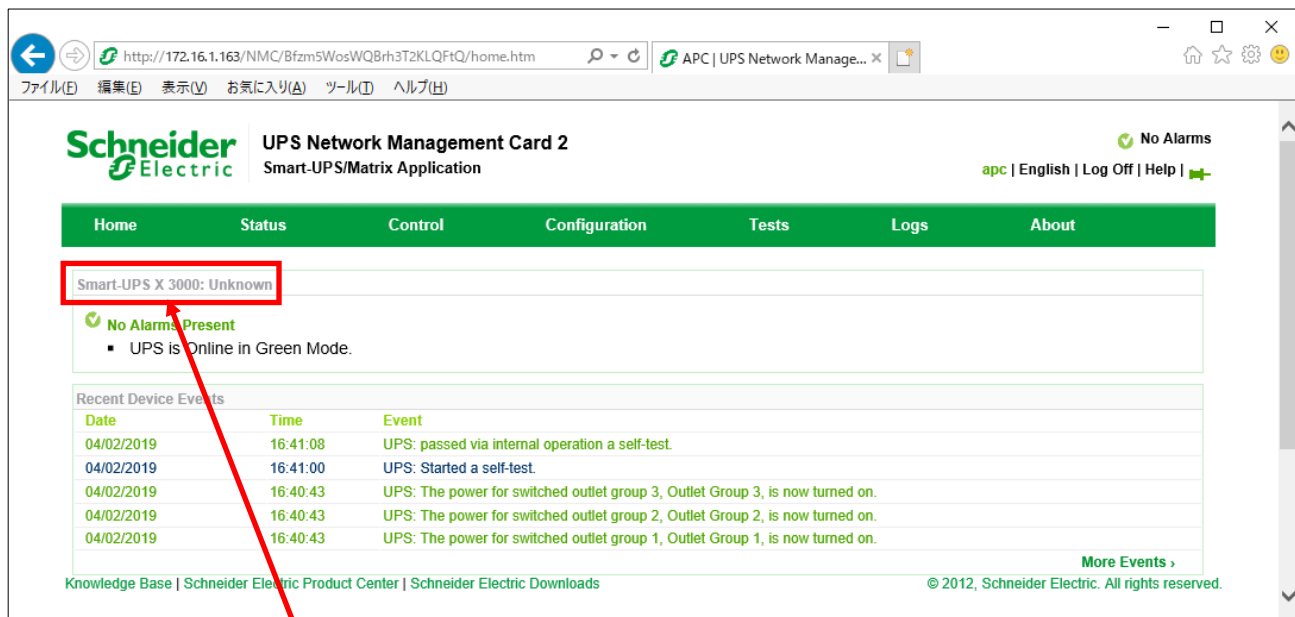 http://172.16.1.163/NMC/Bfzm5WosWQBrh3T2KLQFtQ/home.htm
APC | UPS Network Manage...
ファイル(F) 編集(E) 表示(V) お気に入り(A) ツール(T) ヘルプ(H)
Schneider Electric
UPS Network Management Card 2
Smart-UPS/Matrix Application
No Alarms
apc | English | Log Off | Help |
Home Status Control Configuration Tests Logs About
Smart-UPS X 3000: Unknown
No Alarms Present
▪ UPS is Online in Green Mode.
Recent Device Events
Date Time Event
04/02/2019 16:41:08 UPS: passed via internal operation a self-test.
04/02/2019 16:41:00 UPS: Started a self-test.
04/02/2019 16:40:43 UPS: The power for switched outlet group 3, Outlet Group 3, is now turned on.
04/02/2019 16:40:43 UPS: The power for switched outlet group 2, Outlet Group 2, is now turned on.
04/02/2019 16:40:43 UPS: The power for switched outlet group 1, Outlet Group 1, is now turned on.
More Events ›
Knowledge Base | Schneider Electric Product Center | Schneider Electric Downloads
© 2012, Schneider Electric. All rights reserved.